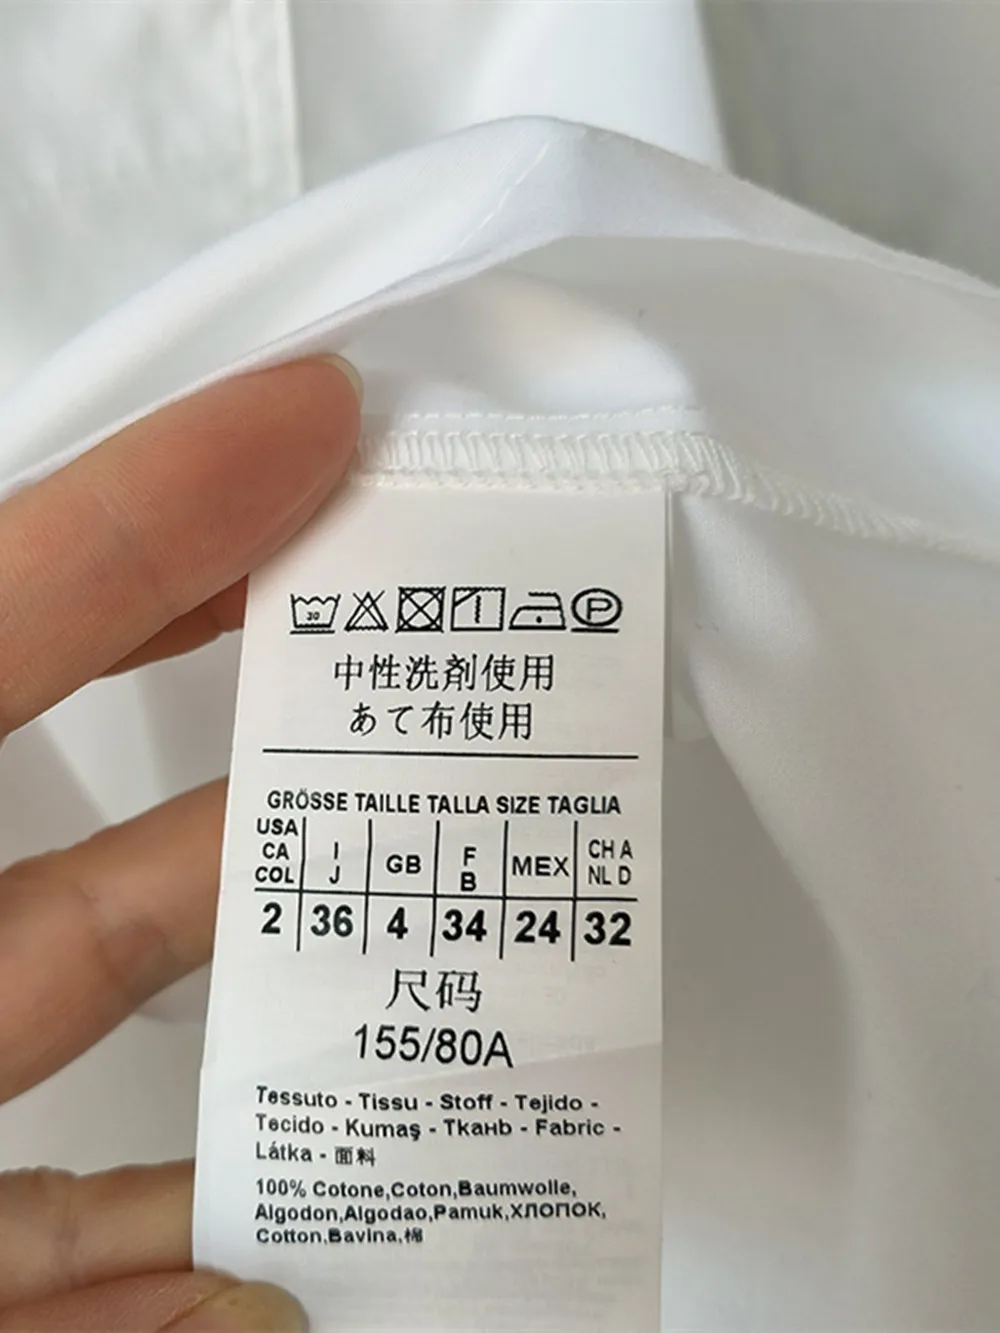 30
P
中性洗剤使用
あて布使用
GRÖSSE TAILLE TALLA SIZE TAGLIA
USA CA COL I J GB F B MEX CH A NL D
2 36 4 34 24 32
尺码
155/80A
Tessuto - Tissu - Stoff - Tejido -
Tecido - Kumaş - Ткань - Fabric -
Látka - 面料
100% Cotone,Coton,Baumwolle,
Algodon,Algodao,Pamuk,ХЛОПОК,
Cotton,Bavlna,棉